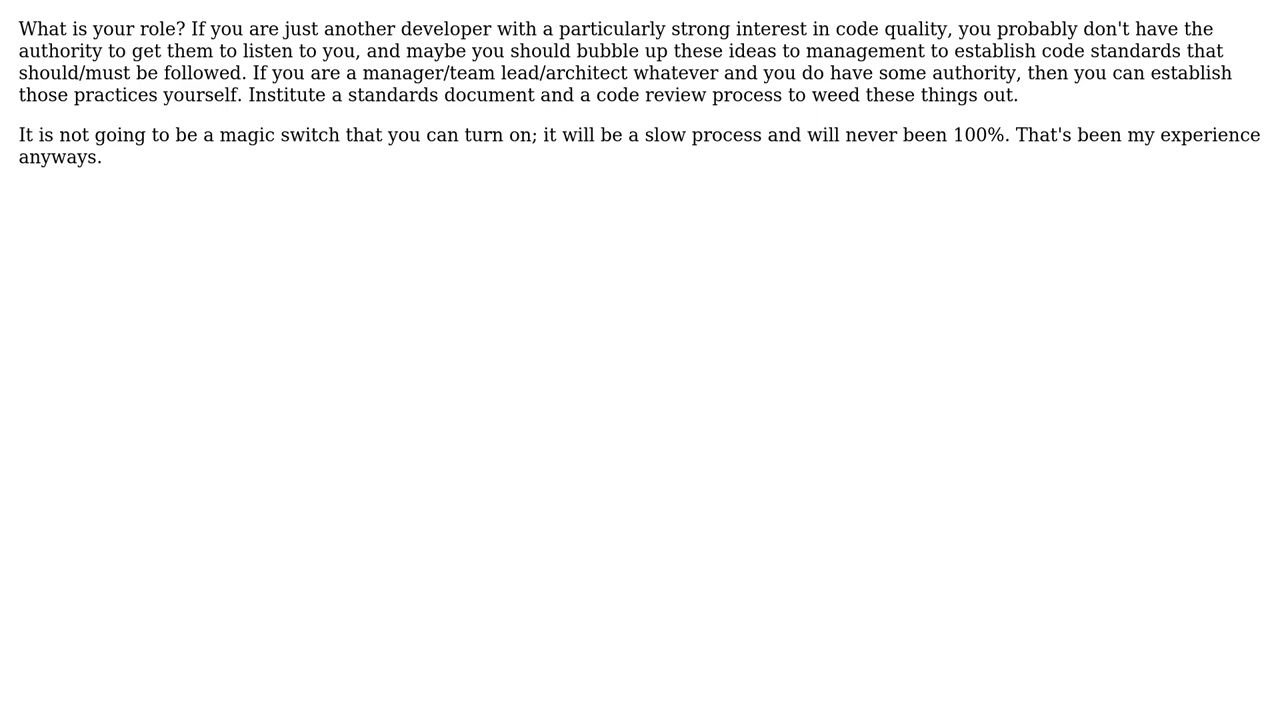 What is your role? If you are just another developer with a particularly strong interest in code quality, you probably don't have the
authority to get them to listen to you, and maybe you should bubble up these ideas to management to establish code standards that
should/must be followed. If you are a manager/team lead/architect whatever and you do have some authority, then you can establish
those practices yourself. Institute a standards document and a code review process to weed these things out.
It is not going to be a magic switch that you can turn on; it will be a slow process and will never been 100%. That's been my experience
anyways.